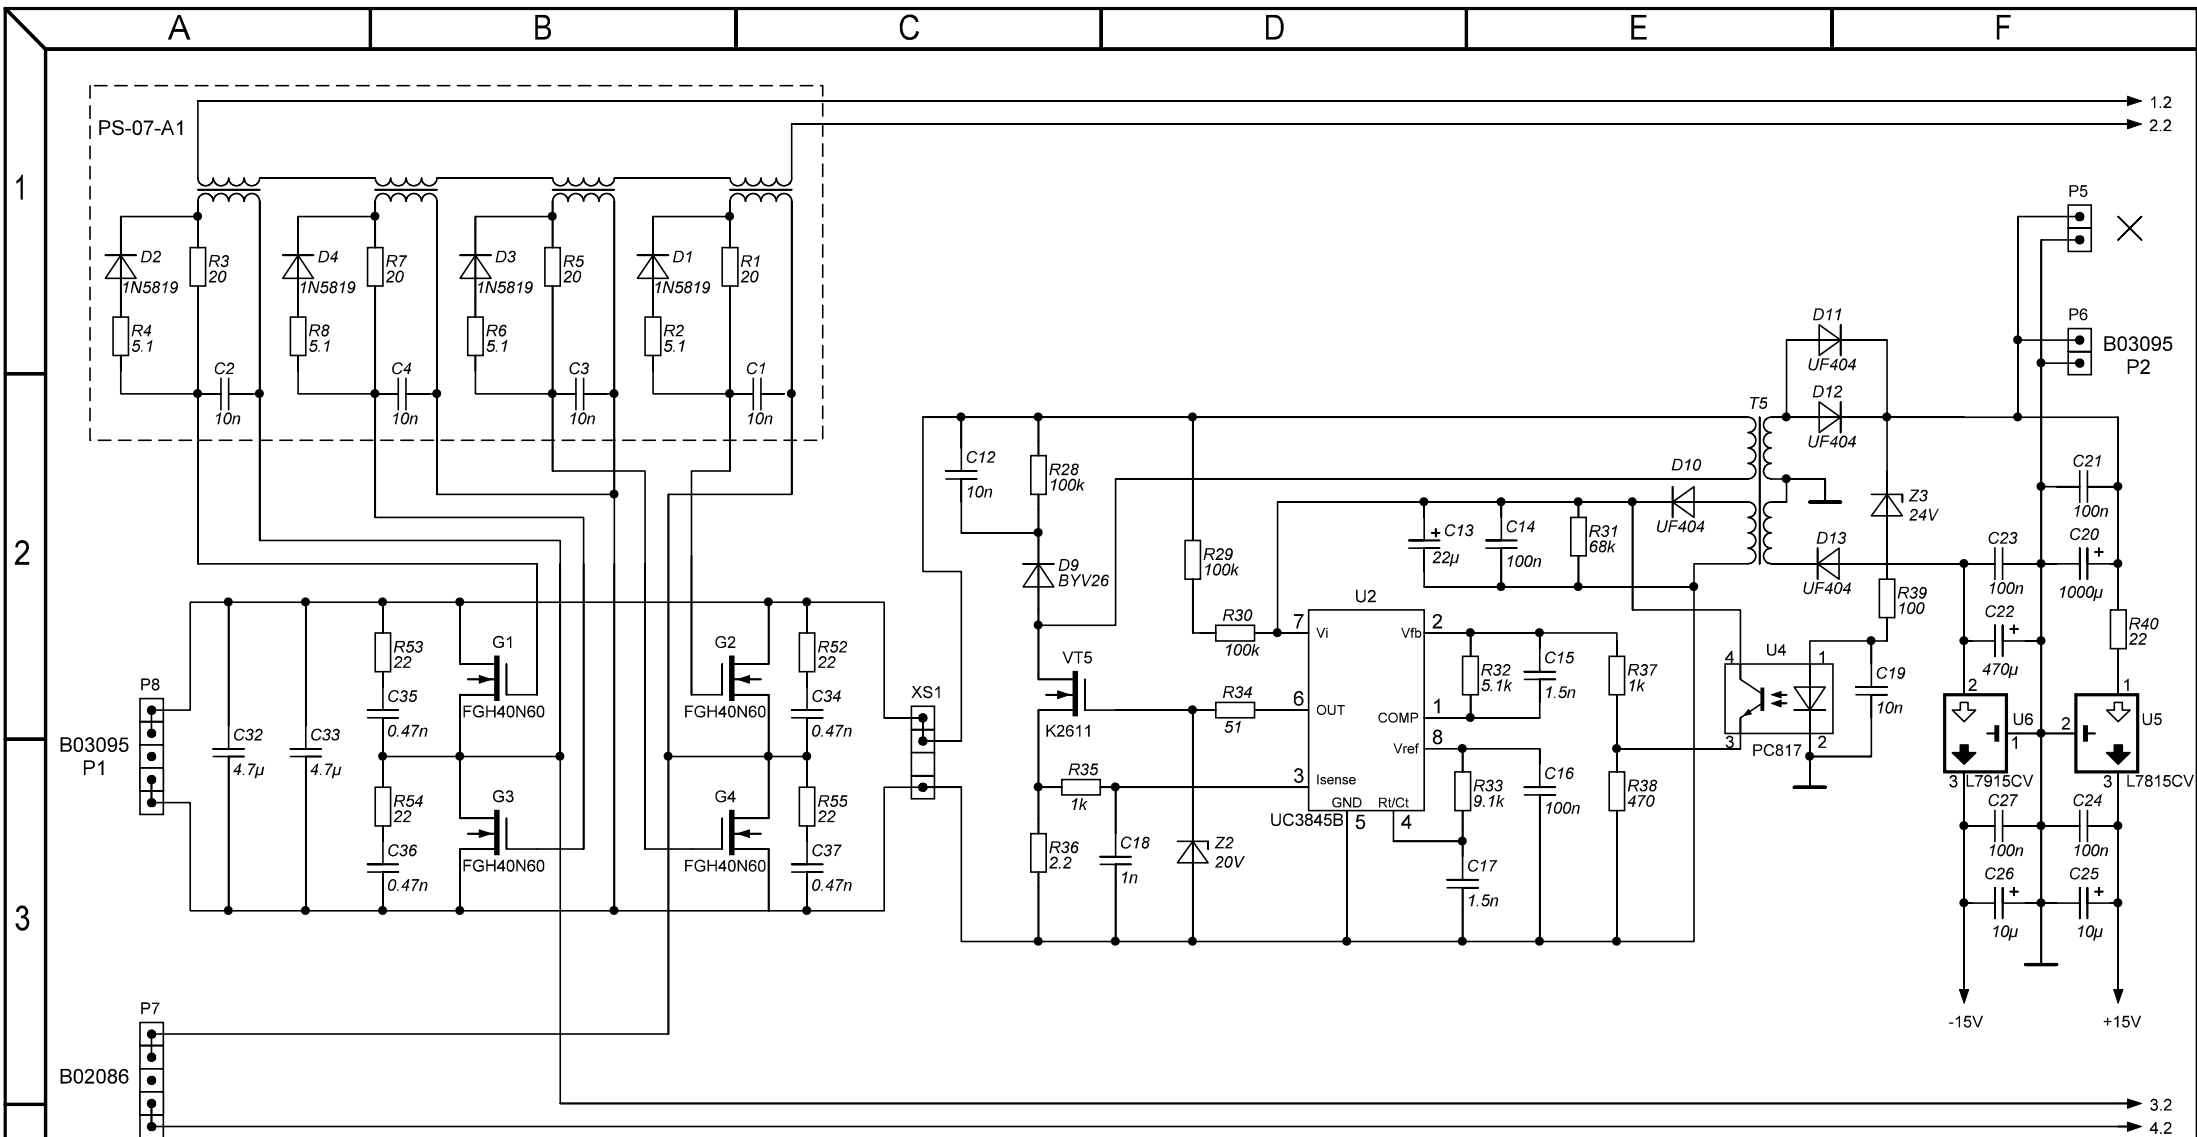 A B C D E F
1
2
3
PS-07-A1
1.2
2.2
D2
1N5819
R3
20
D4
1N5819
R7
20
D3
1N5819
R5
20
D1
1N5819
R1
20
R4
5.1
R8
5.1
R6
5.1
R2
5.1
C2
10n
C4
10n
C3
10n
C1
10n
P5
P6
B03095
P2
D11
UF404
D12
UF404
T5
D10
UF404
D13
UF404
Z3
24V
C21
100n
C23
100n
C20
+
1000µ
C22
+
470µ
R39
100
R40
22
C12
10n
R28
100k
D9
BYV26
R29
100k
R30
100k
+ C13
22µ
C14
100n
R31
68k
U2
7 Vi
Vfb 2
6 OUT
COMP 1
Vref 8
3 Isense
GND Rt/Ct
UC3845B 5 4
R32
5.1k
C15
1.5n
R37
1k
U4
4 1
3 2
PC817
C19
10n
2
U6
1
3 L7915CV
1
U5
2
3 L7815CV
R33
9.1k
C16
100n
R38
470
C17
1.5n
VT5
K2611
R34
51
R35
1k
R36
2.2
C18
1n
Z2
20V
C27
100n
C24
100n
C26
+
10µ
C25
+
10µ
-15V
+15V
P8
B03095
P1
C32
4.7µ
C33
4.7µ
R53
22
C35
0.47n
G1
FGH40N60
G2
FGH40N60
R52
22
C34
0.47n
XS1
R54
22
C36
0.47n
G3
FGH40N60
G4
FGH40N60
R55
22
C37
0.47n
P7
B02086
3.2
4.2